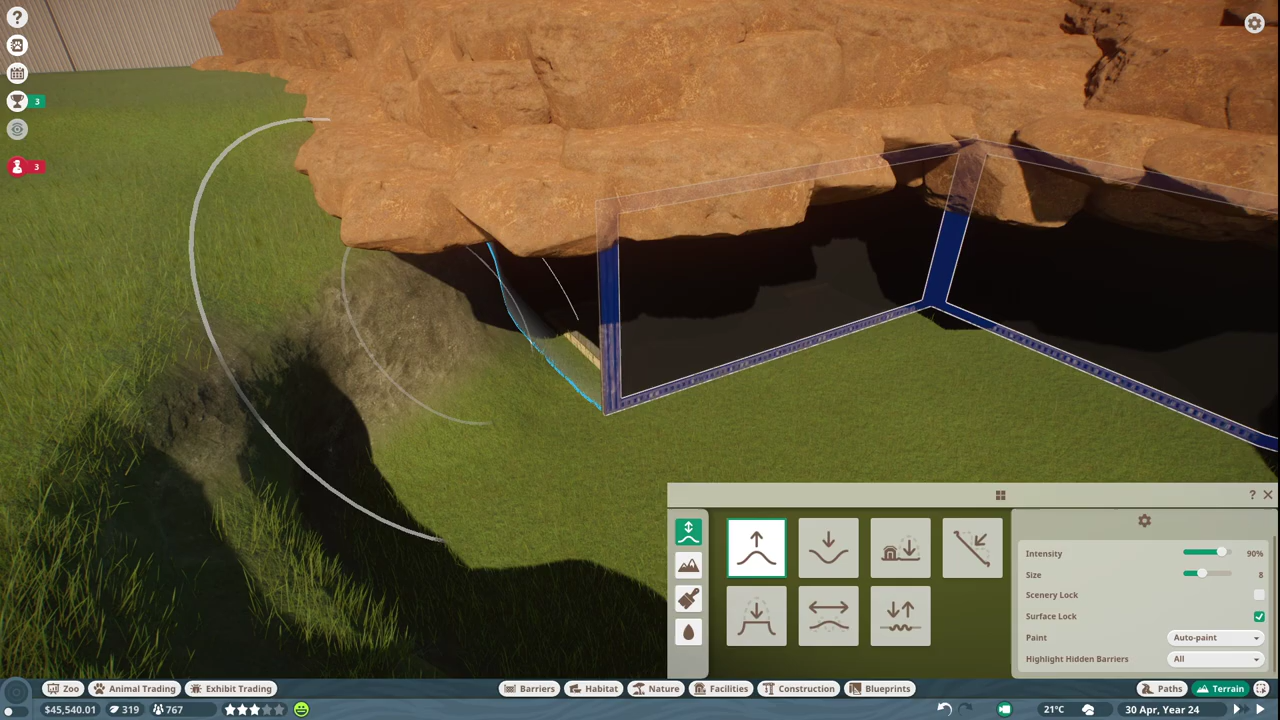 ?
3
3
? ×
Intensity 90%
Size 8
Scenery Lock
Surface Lock
Paint Auto-paint
Highlight Hidden Barriers All
Zoo Animal Trading Exhibit Trading Barriers Habitat Nature Facilities Construction Blueprints Paths Terrain
$45,540.01 319 767 21°C 30 Apr, Year 24